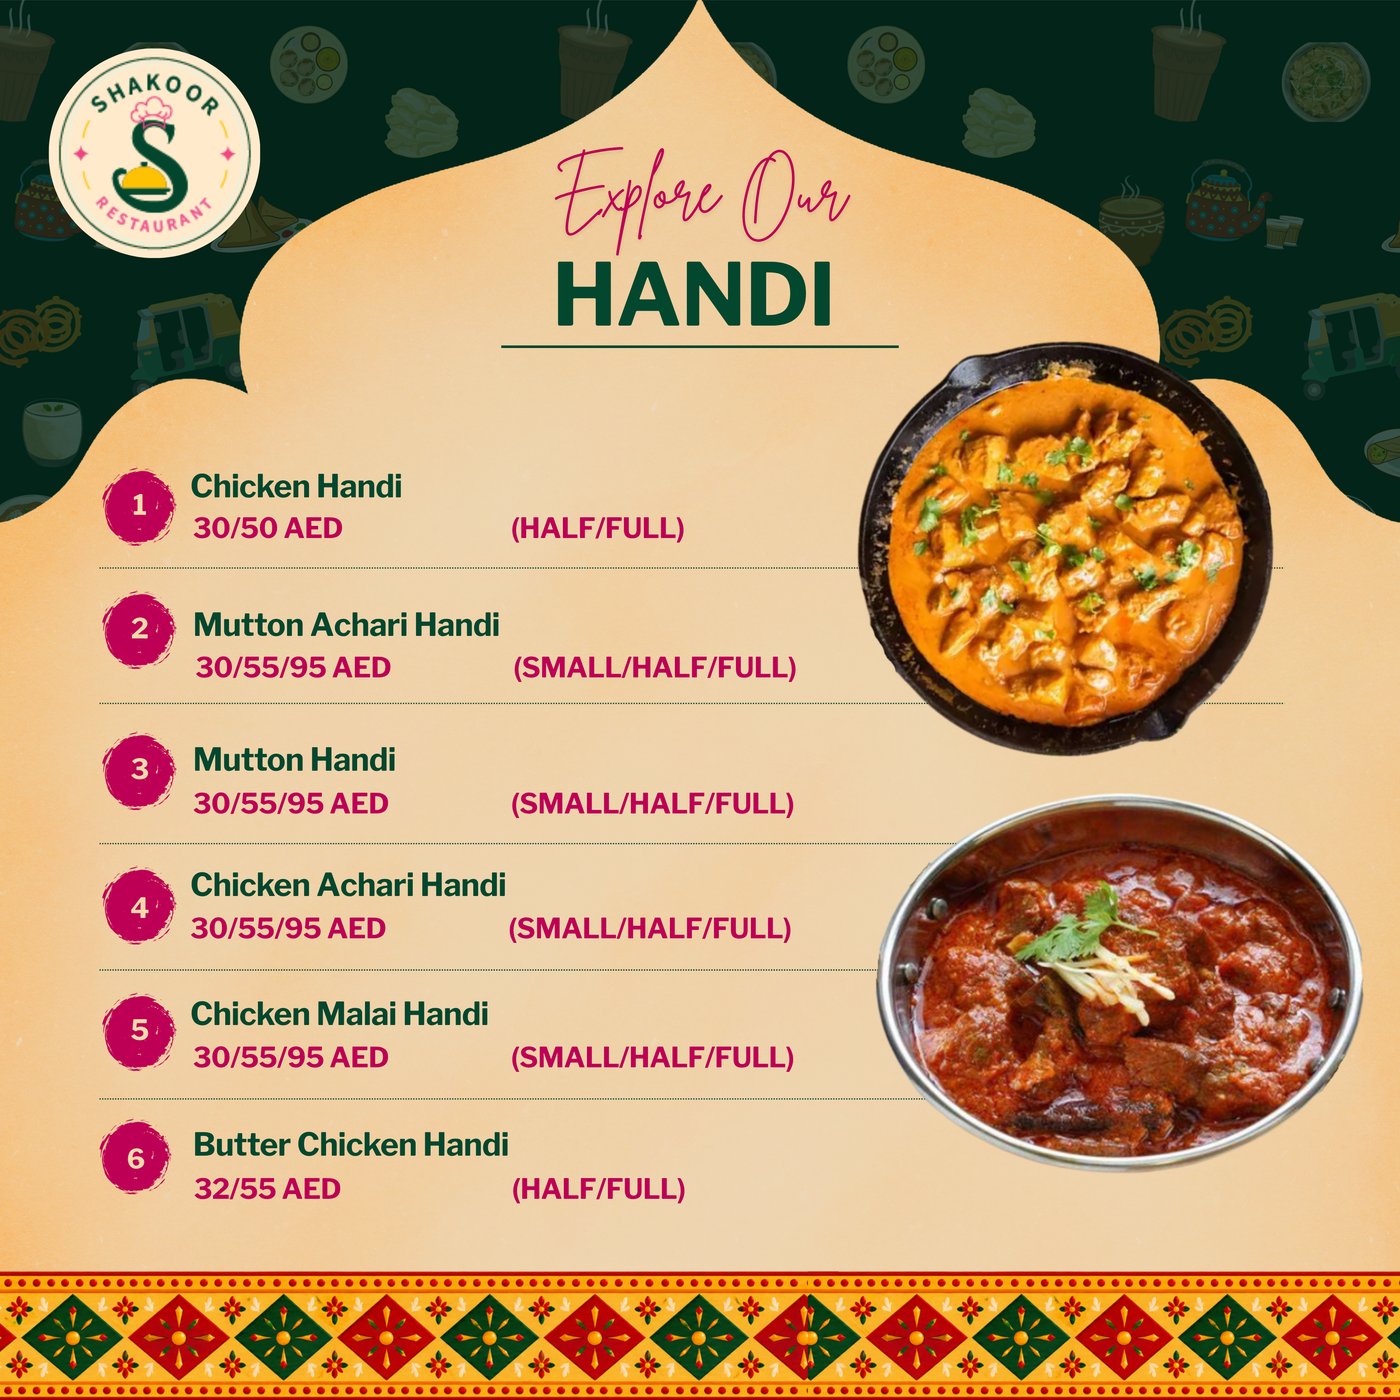 SHAKOOR
RESTAURANT
Explore Our
HANDI
1
Chicken Handi
30/50 AED (HALF/FULL)
2
Mutton Achari Handi
30/55/95 AED (SMALL/HALF/FULL)
3
Mutton Handi
30/55/95 AED (SMALL/HALF/FULL)
4
Chicken Achari Handi
30/55/95 AED (SMALL/HALF/FULL)
5
Chicken Malai Handi
30/55/95 AED (SMALL/HALF/FULL)
6
Butter Chicken Handi
32/55 AED (HALF/FULL)